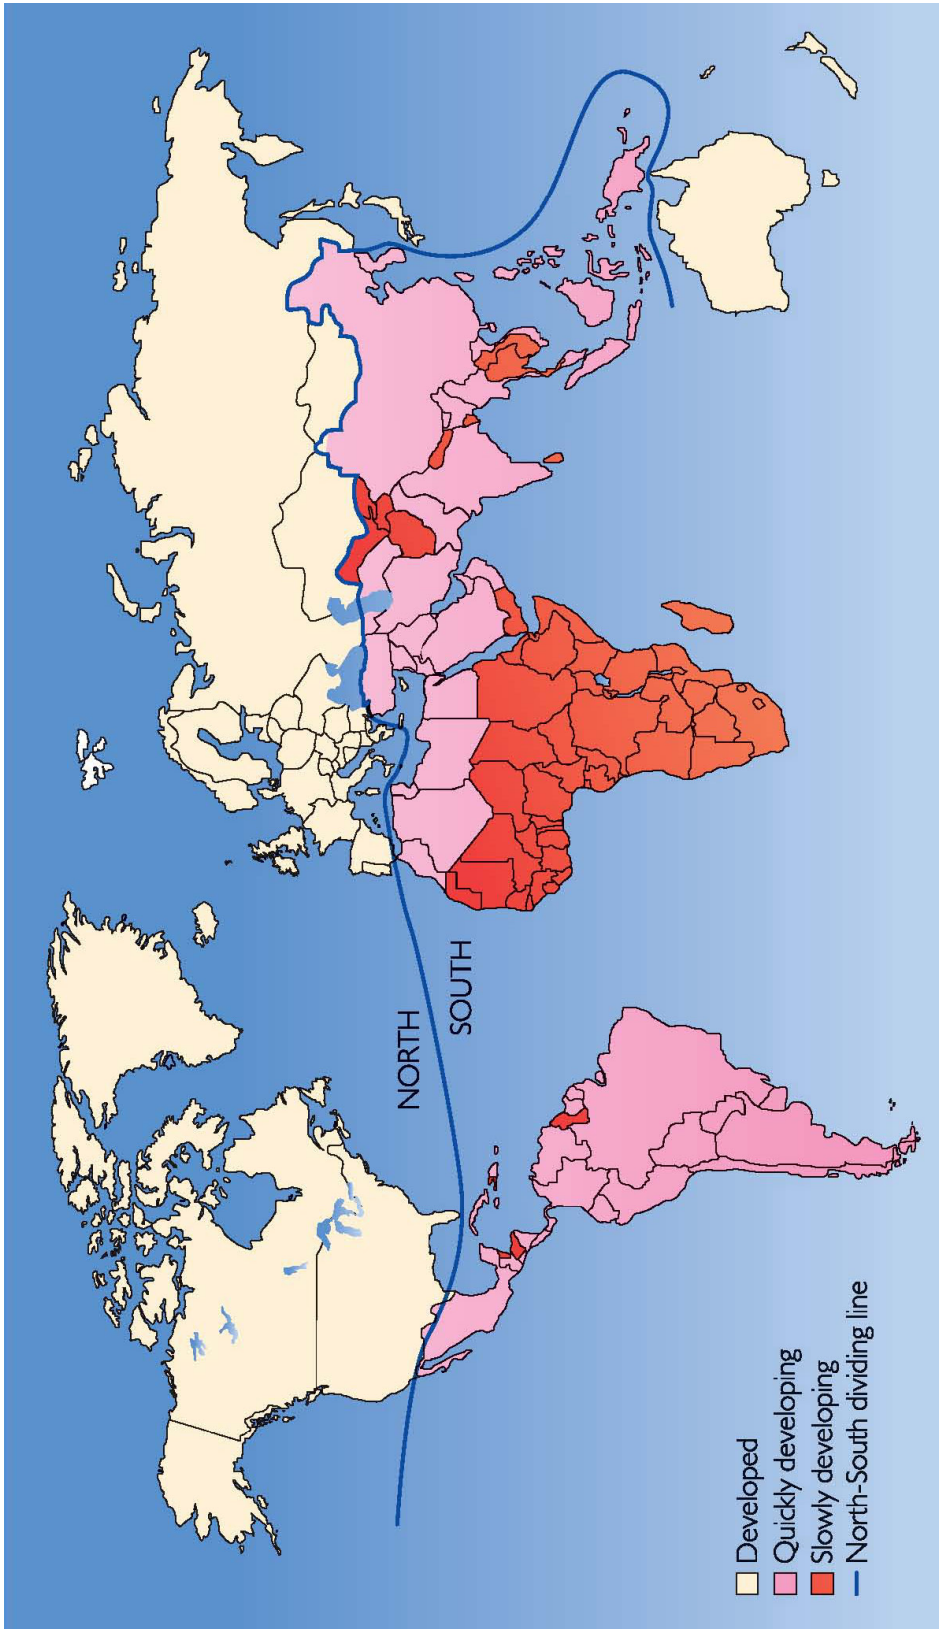 NORTH
SOUTH
Developed
Quickly developing
Slowly developing
North–South dividing line